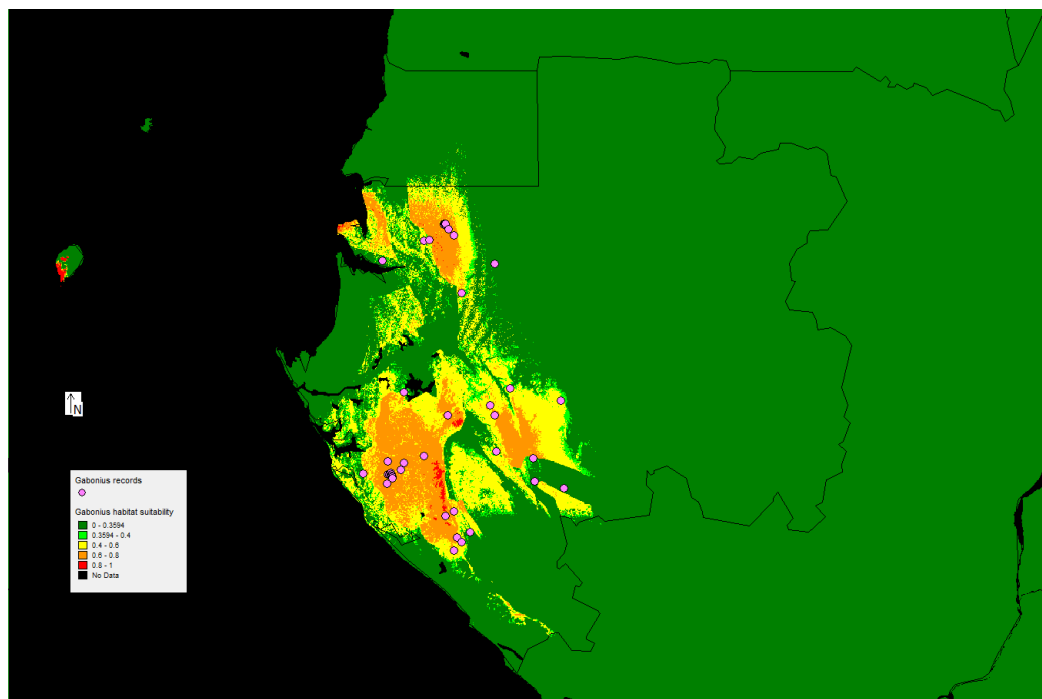 N
Gabonius records
Gabonius habitat suitability
0 - 0.3594
0.3594 - 0.4
0.4 - 0.6
0.6 - 0.8
0.8 - 1
No Data